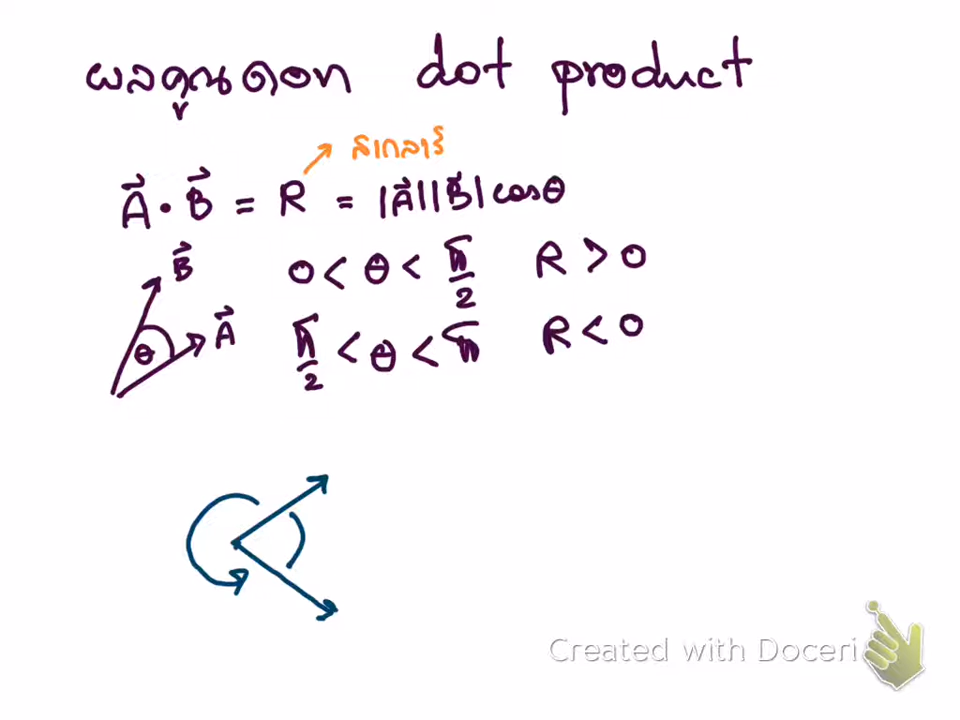 ผลคูณดอท dot product
สเกลาร์
A⃗ · B⃗ = R = |A⃗||B⃗| cosθ
B⃗
0 < θ < π/2 R > 0
A⃗
θ
π/2 < θ < π R < 0
Created with Doceri